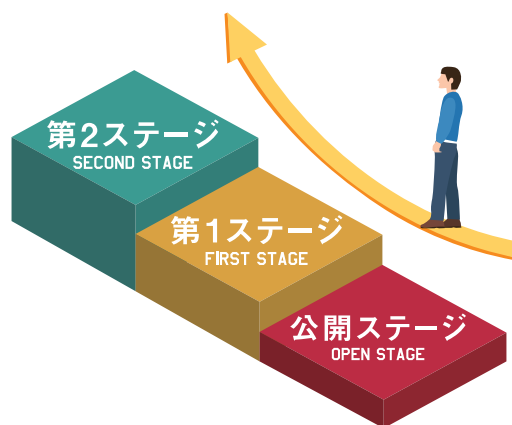 第2ステージ
SECOND STAGE
第1ステージ
FIRST STAGE
公開ステージ
OPEN STAGE